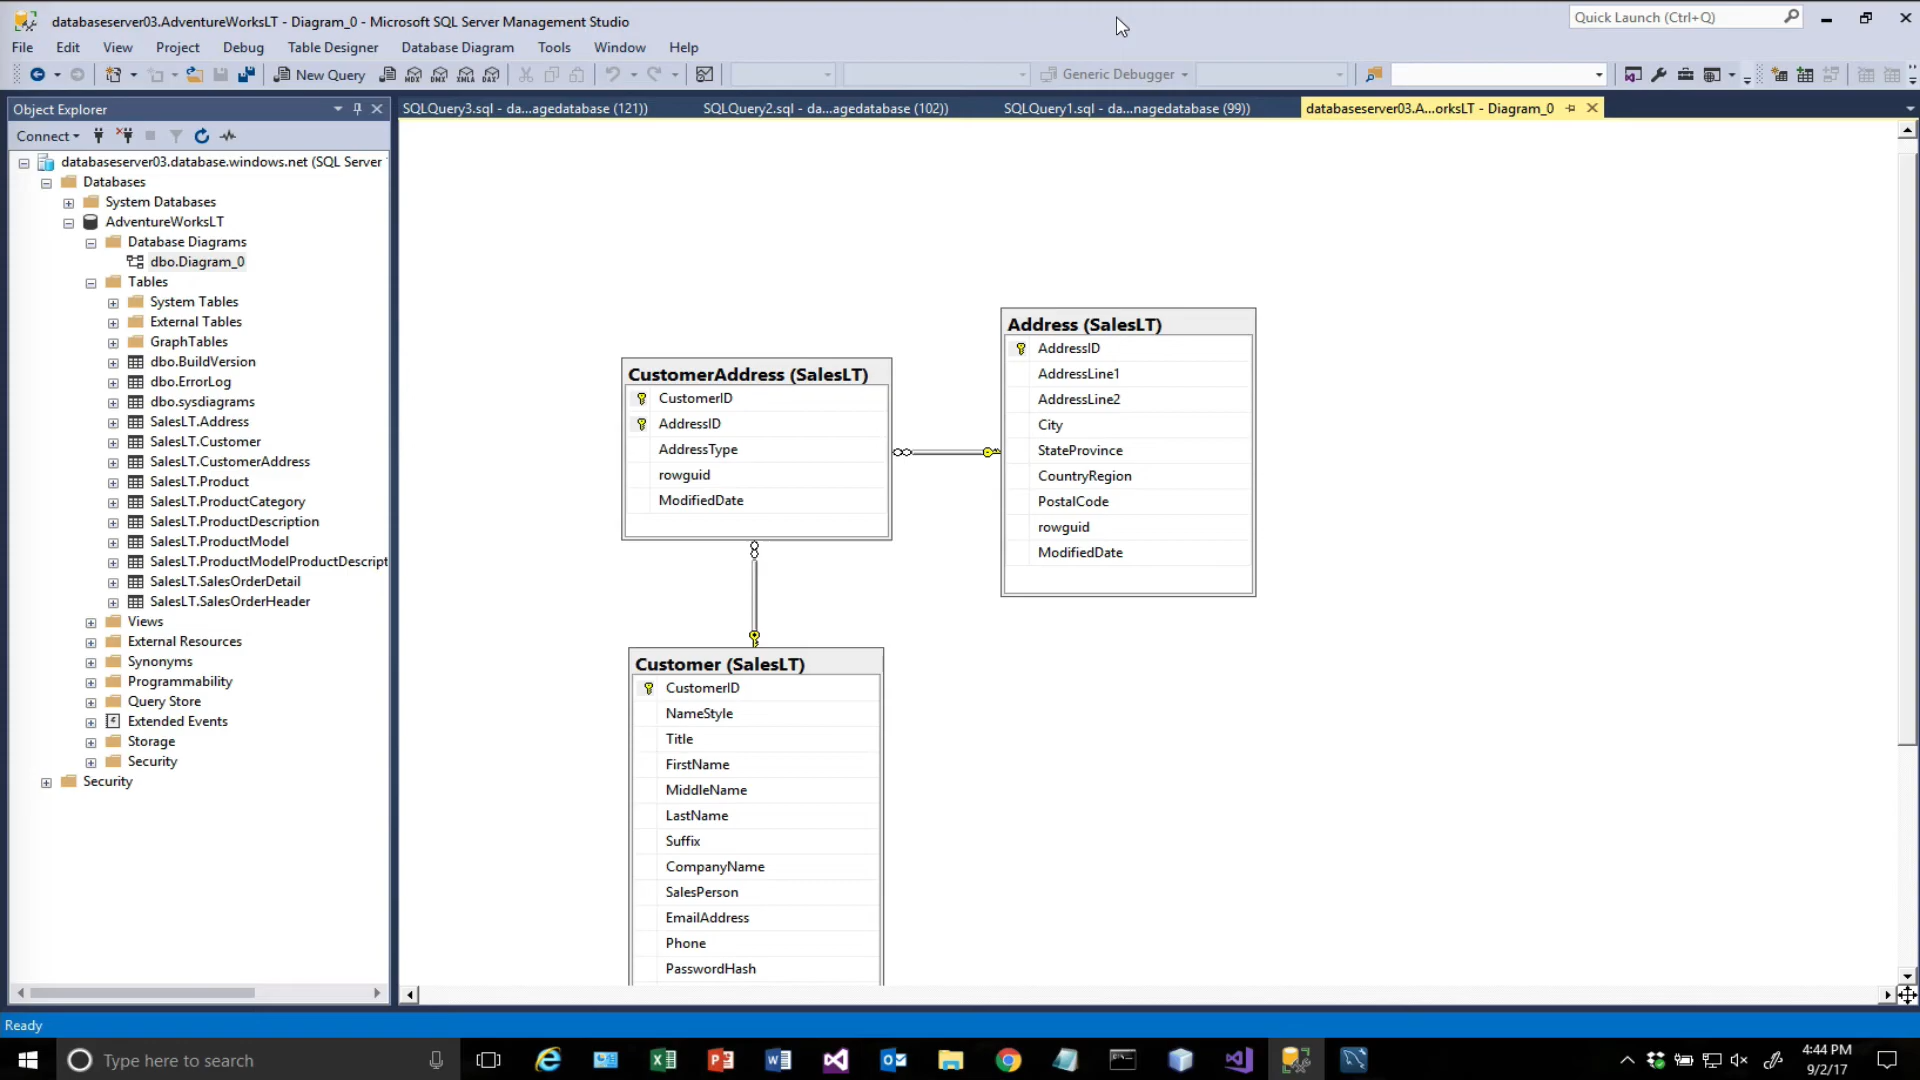 databaseserver03.AdventureWorksLT - Diagram_0 - Microsoft SQL Server Management Studio
Quick Launch (Ctrl+Q)
File Edit View Project Debug Table Designer Database Diagram Tools Window Help
New Query MDX DMX XMLA DAX Generic Debugger
Object Explorer
SQLQuery3.sql - da...agedatabase (121))
SQLQuery2.sql - da...agedatabase (102))
SQLQuery1.sql - da...nagedatabase (99))
databaseserver03.A...orksLT - Diagram_0
Connect
databaseserver03.database.windows.net (SQL Server
Databases
System Databases
AdventureWorksLT
Database Diagrams
dbo.Diagram_0
Tables
System Tables
External Tables
GraphTables
dbo.BuildVersion
dbo.ErrorLog
dbo.sysdiagrams
SalesLT.Address
SalesLT.Customer
SalesLT.CustomerAddress
SalesLT.Product
SalesLT.ProductCategory
SalesLT.ProductDescription
SalesLT.ProductModel
SalesLT.ProductModelProductDescript
SalesLT.SalesOrderDetail
SalesLT.SalesOrderHeader
Views
External Resources
Synonyms
Programmability
Query Store
Extended Events
Storage
Security
Security
CustomerAddress (SalesLT)
CustomerID
AddressID
AddressType
rowguid
ModifiedDate
Address (SalesLT)
AddressID
AddressLine1
AddressLine2
City
StateProvince
CountryRegion
PostalCode
rowguid
ModifiedDate
Customer (SalesLT)
CustomerID
NameStyle
Title
FirstName
MiddleName
LastName
Suffix
CompanyName
SalesPerson
EmailAddress
Phone
PasswordHash
Ready
Type here to search
4:44 PM
9/2/17